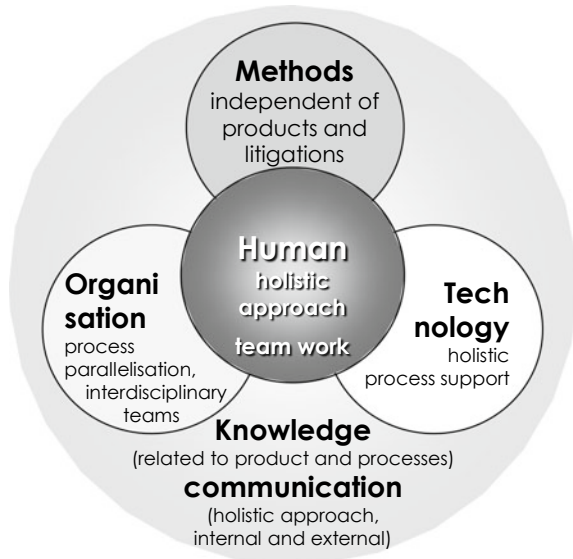 Methods
independent of
products and
litigations
Human
holistic
approach
team work
Organi
sation
process
parallelisation,
interdisciplinary
teams
Tech
nology
holistic
process support
Knowledge
(related to product and processes)
communication
(holistic approach,
internal and external)